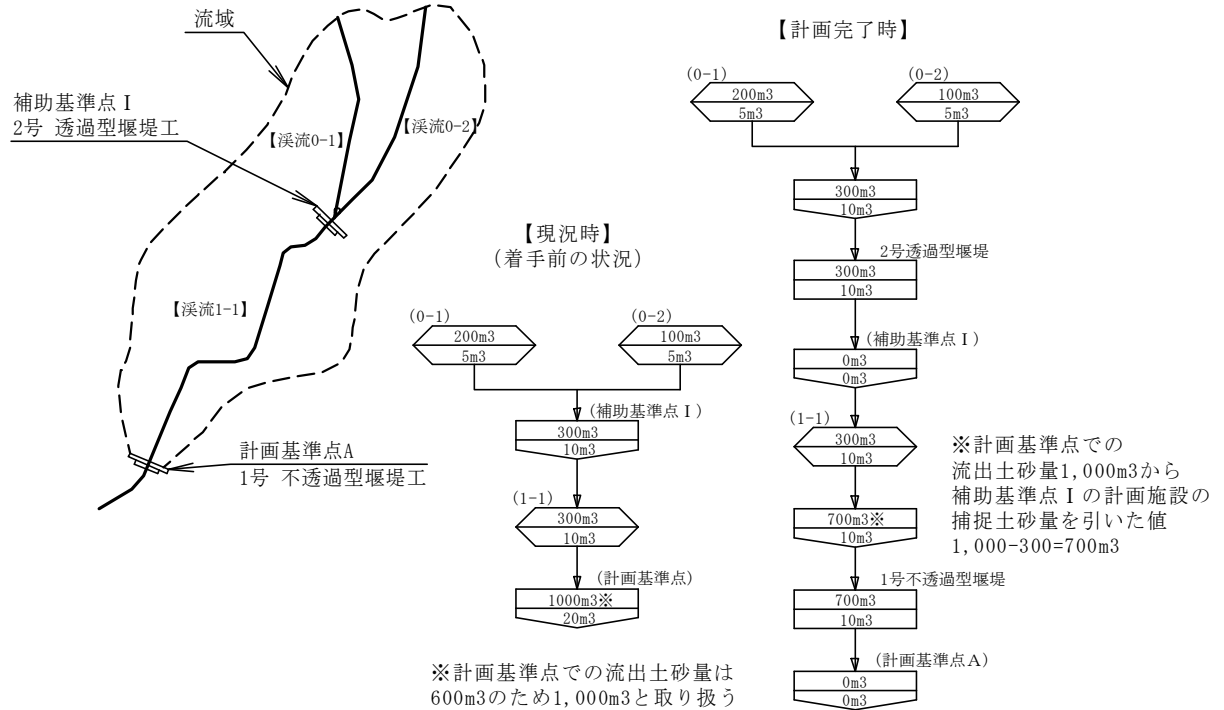 流域
補助基準点Ⅰ
2号 透過型堰堤工
【渓流0-1】
【渓流0-2】
【渓流1-1】
計画基準点A
1号 不透過型堰堤工
【現況時】
(着手前の状況)
(0-1)
200m3
5m3
(0-2)
100m3
5m3
(補助基準点Ⅰ)
300m3
10m3
(1-1)
300m3
10m3
(計画基準点)
1000m3※
20m3
※計画基準点での流出土砂量は
600m3のため1,000m3と取り扱う
【計画完了時】
(0-1)
200m3
5m3
(0-2)
100m3
5m3
300m3
10m3
2号透過型堰堤
300m3
10m3
(補助基準点Ⅰ)
0m3
0m3
(1-1)
300m3
10m3
700m3※
10m3
※計画基準点での
流出土砂量1,000m3から
補助基準点Ⅰの計画施設の
捕捉土砂量を引いた値
1,000-300=700m3
1号不透過型堰堤
700m3
10m3
(計画基準点A)
0m3
0m3